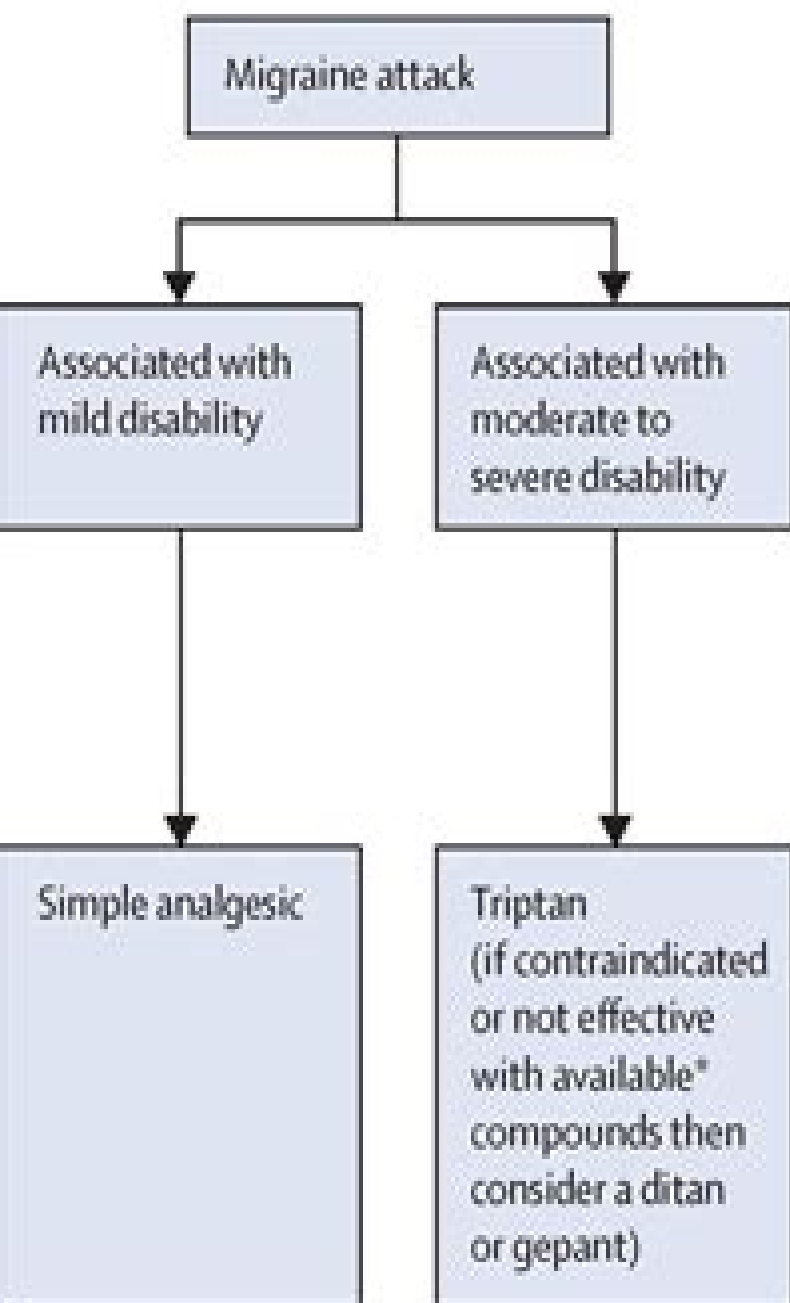 Migraine attack
Associated with
mild disability
Associated with
moderate to
severe disability
Simple analgesic
Triptan
(if contraindicated
or not effective
with available*
compounds then
consider a ditan
or gepant)